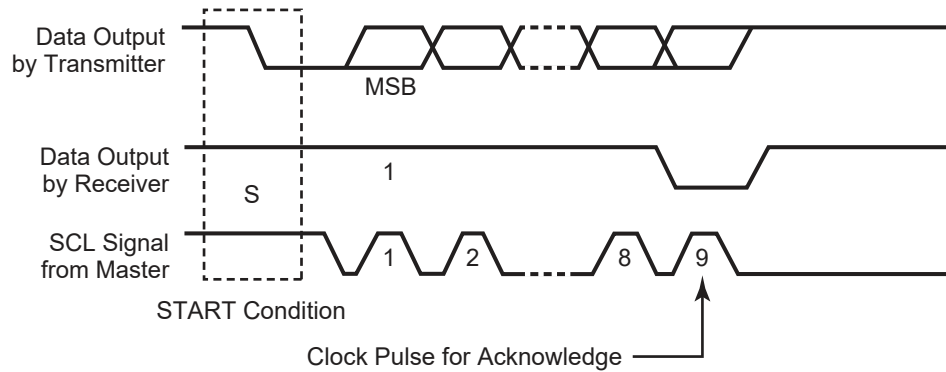 Data Output
by Transmitter
MSB
Data Output
by Receiver
1
S
SCL Signal
from Master
1
2
8
9
START Condition
Clock Pulse for Acknowledge